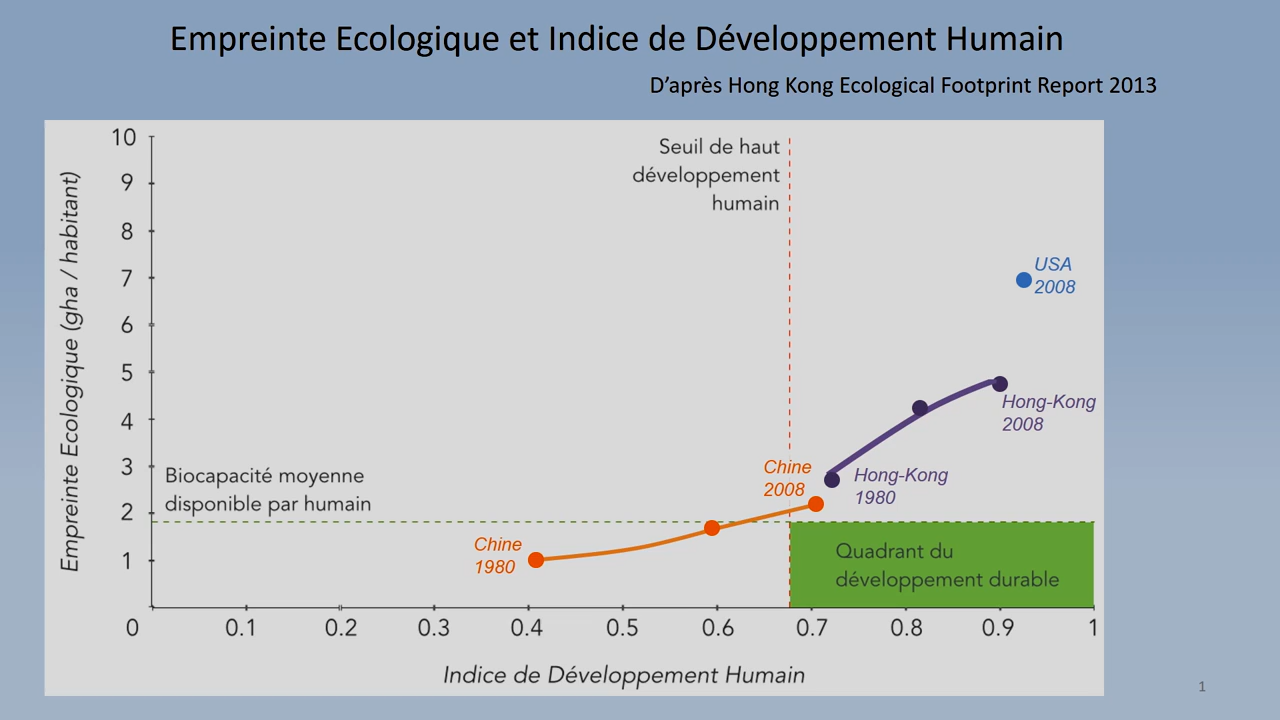 Empreinte Ecologique et Indice de Développement Humain
D'après Hong Kong Ecological Footprint Report 2013
Empreinte Ecologique (gha / habitant)
10
9
8
7
6
5
4
3
2
1
Seuil de haut
développement
humain
USA
2008
Hong-Kong
2008
Chine
2008
Hong-Kong
1980
Biocapacité moyenne
disponible par humain
Chine
1980
Quadrant du
développement durable
0
0.1
0.2
0.3
0.4
0.5
0.6
0.7
0.8
0.9
1
Indice de Développement Humain
1